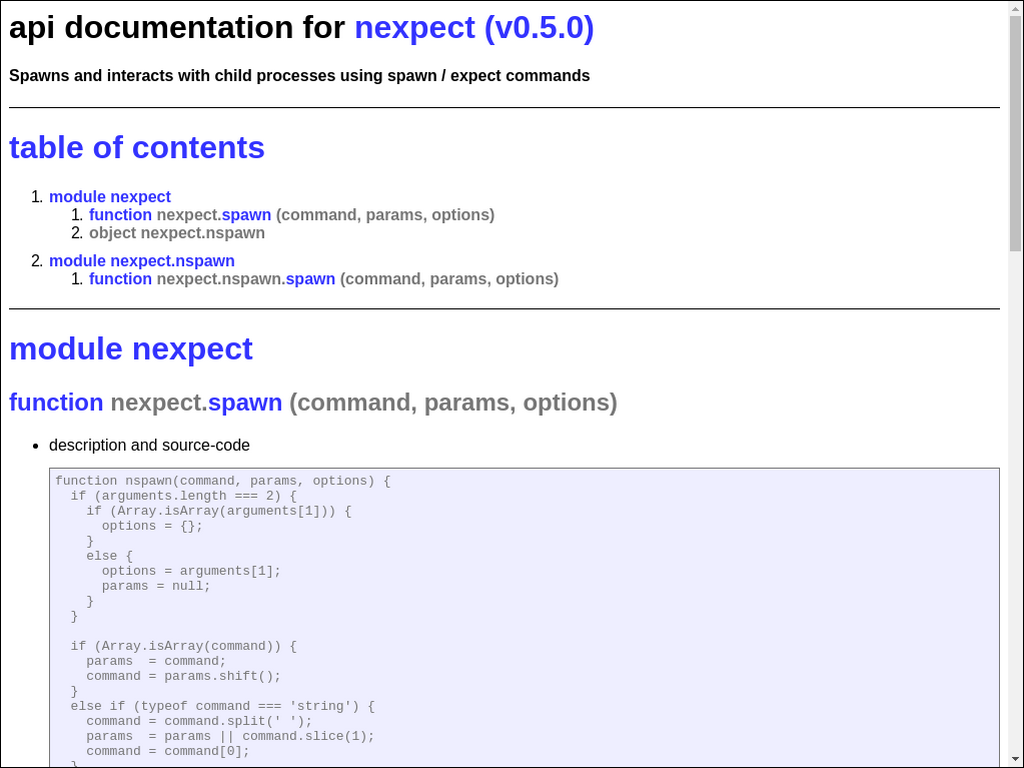 api documentation for nexpect (v0.5.0)
Spawns and interacts with child processes using spawn / expect commands
table of contents
1. module nexpect
1. function nexpect.spawn (command, params, options)
2. object nexpect.nspawn
2. module nexpect.nspawn
1. function nexpect.nspawn.spawn (command, params, options)
module nexpect
function nexpect.spawn (command, params, options)
• description and source-code
function nspawn(command, params, options) {
  if (arguments.length === 2) {
    if (Array.isArray(arguments[1])) {
      options = {};
    }
    else {
      options = arguments[1];
      params = null;
    }
  }

  if (Array.isArray(command)) {
    params  = command;
    command = params.shift();
  }
  else if (typeof command === 'string') {
    command = command.split(' ');
    params  = params || command.slice(1);
    command = command[0];
  }